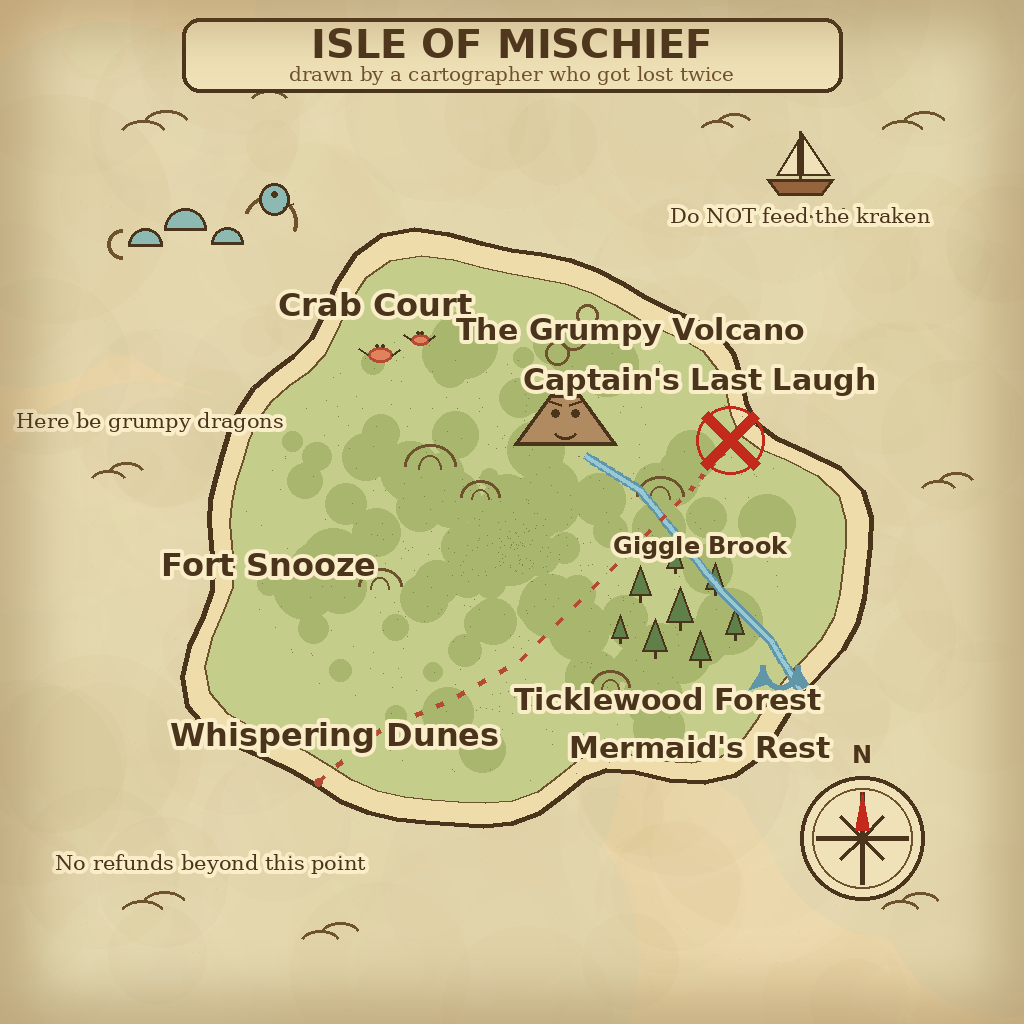 ISLE OF MISCHIEF
drawn by a cartographer who got lost twice
Do NOT feed the kraken
Crab Court
The Grumpy Volcano
Captain's Last Laugh
Here be grumpy dragons
Giggle Brook
Fort Snooze
Ticklewood Forest
Whispering Dunes
Mermaid's Rest
N
No refunds beyond this point